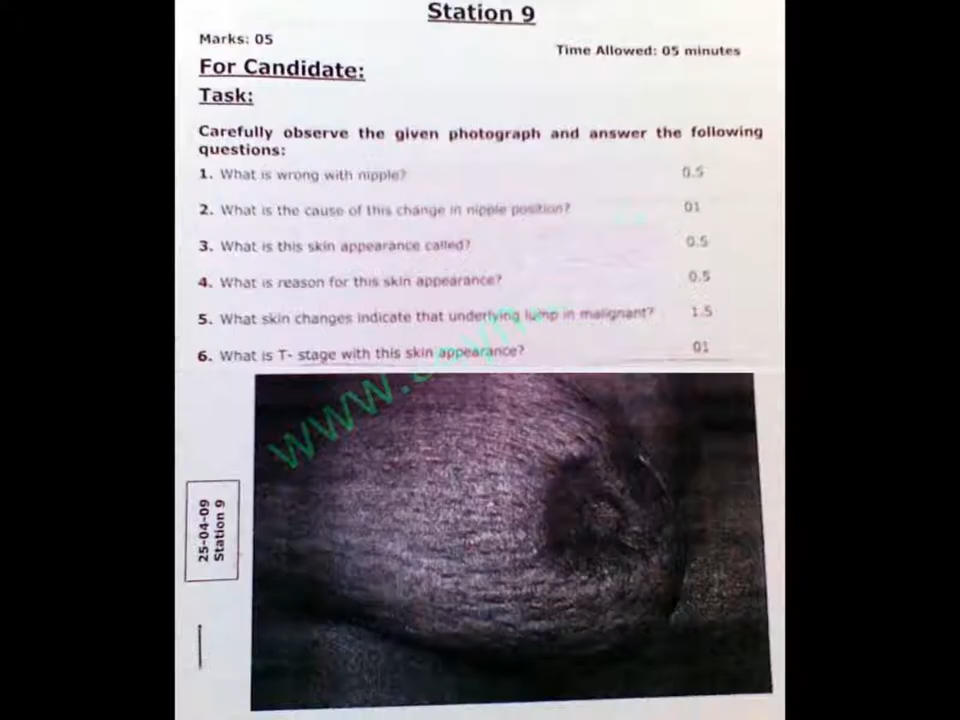 Station 9
Marks: 05
Time Allowed: 05 minutes
For Candidate:
Task:
Carefully observe the given photograph and answer the following
questions:
1. What is wrong with nipple? 0.5
2. What is the cause of this change in nipple position? 01
3. What is this skin appearance called? 0.5
4. What is reason for this skin appearance? 0.5
5. What skin changes indicate that underlying lump in malignant? 1.5
6. What is T- stage with this skin appearance? 01
25-04-09
Station 9